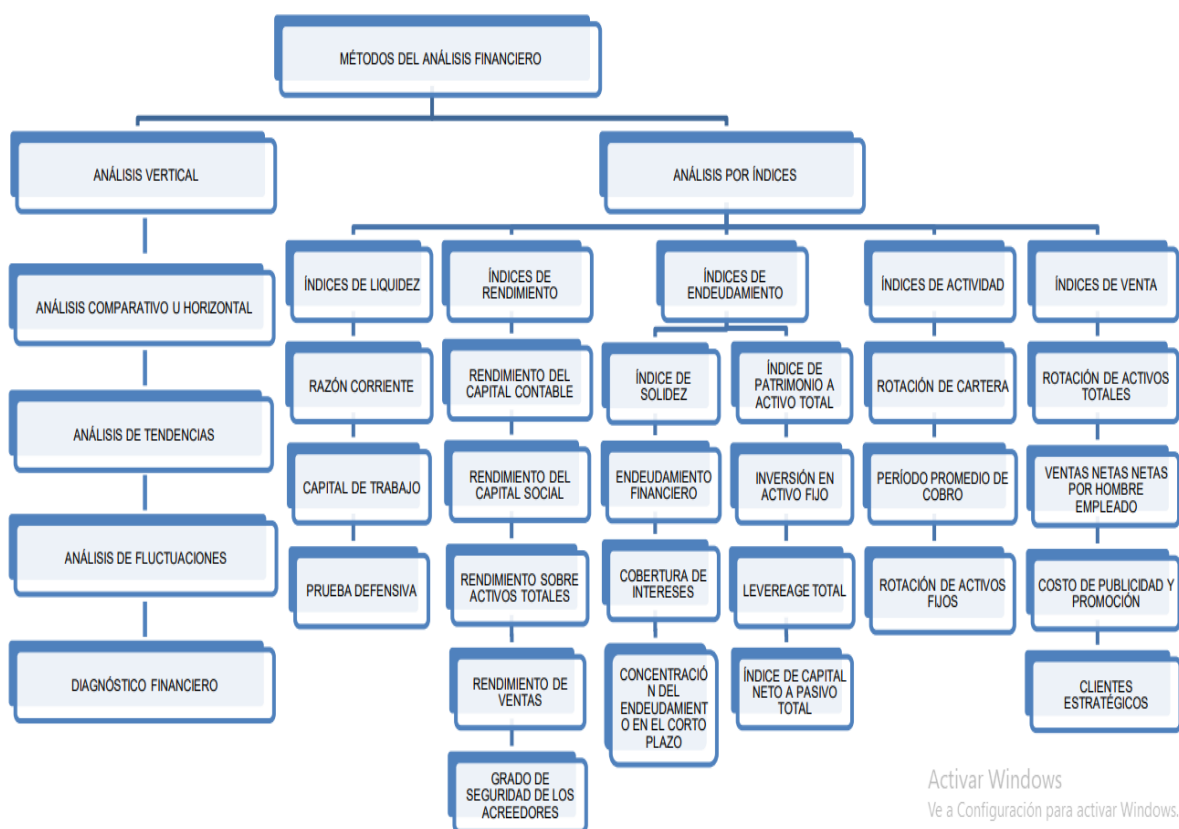 MÉTODOS DEL ANÁLISIS FINANCIERO
ANÁLISIS VERTICAL
ANÁLISIS COMPARATIVO U HORIZONTAL
ANÁLISIS DE TENDENCIAS
ANÁLISIS DE FLUCTUACIONES
DIAGNÓSTICO FINANCIERO
ANÁLISIS POR ÍNDICES
ÍNDICES DE LIQUIDEZ
RAZÓN CORRIENTE
CAPITAL DE TRABAJO
PRUEBA DEFENSIVA
ÍNDICES DE
RENDIMIENTO
RENDIMIENTO DEL
CAPITAL CONTABLE
RENDIMIENTO DEL
CAPITAL SOCIAL
RENDIMIENTO SOBRE
ACTIVOS TOTALES
RENDIMIENTO DE
VENTAS
GRADO DE
SEGURIDAD DE LOS
ACREEDORES
ÍNDICES DE
ENDEUDAMIENTO
ÍNDICE DE
SOLIDEZ
ENDEUDAMIENTO
FINANCIERO
COBERTURA DE
INTERESES
CONCENTRACIÓ
N DEL
ENDEUDAMIENT
O EN EL CORTO
PLAZO
ÍNDICE DE
PATRIMONIO A
ACTIVO TOTAL
INVERSIÓN EN
ACTIVO FIJO
LEVEREAGE TOTAL
ÍNDICE DE CAPITAL
NETO A PASIVO
TOTAL
ÍNDICES DE ACTIVIDAD
ROTACIÓN DE CARTERA
PERÍODO PROMEDIO DE
COBRO
ROTACIÓN DE ACTIVOS
FIJOS
ÍNDICES DE VENTA
ROTACIÓN DE ACTIVOS
TOTALES
VENTAS NETAS NETAS
POR HOMBRE
EMPLEADO
COSTO DE PUBLICIDAD Y
PROMOCIÓN
CLIENTES
ESTRATÉGICOS
Activar Windows
Ve a Configuración para activar Windows.